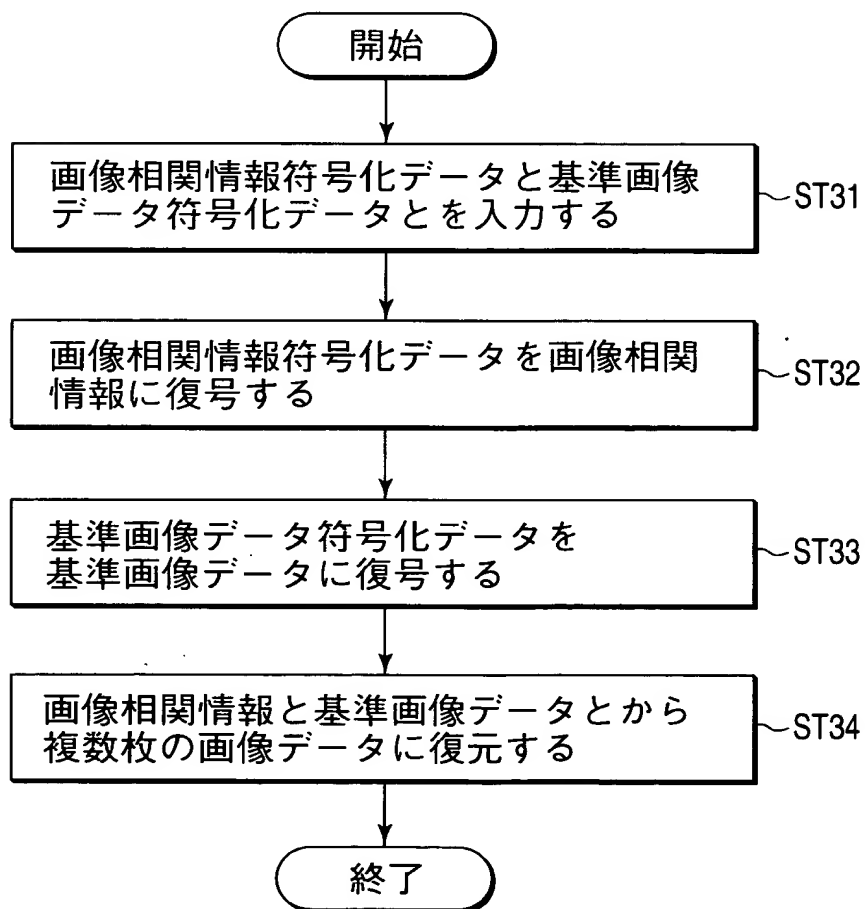 開始
画像相関情報符号化データと基準画像
データ符号化データとを入力する
ST31
画像相関情報符号化データを画像相関
情報に復号する
ST32
基準画像データ符号化データを
基準画像データに復号する
ST33
画像相関情報と基準画像データとから
複数枚の画像データに復元する
ST34
終了